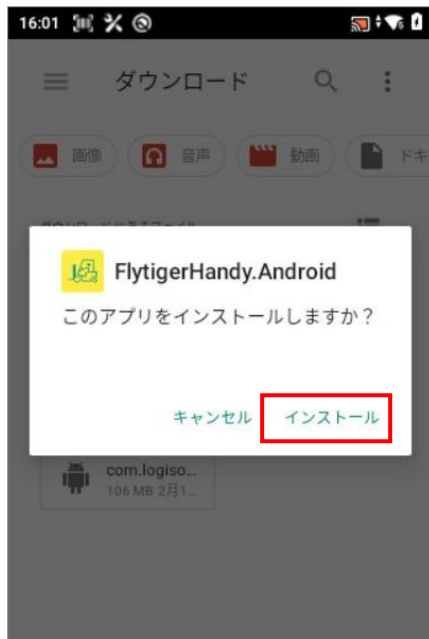 16:01
ダウンロード
画像
音声
動画
ドキ
FlytigerHandy.Android
このアプリをインストールしますか？
キャンセル
インストール
com.logiso...
106 MB 2月1...